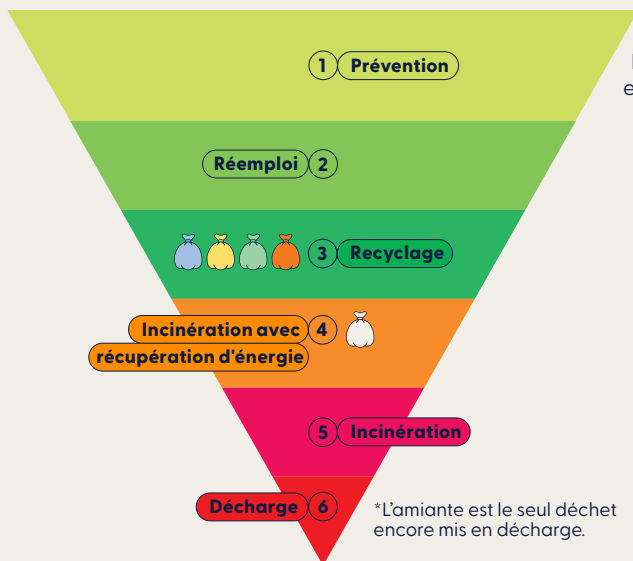 1 Prévention
Réemploi 2
3 Recyclage
Incinération avec 4
récupération d'énergie
5 Incinération
Décharge 6
*L'amiante est le seul déchet
encore mis en décharge.